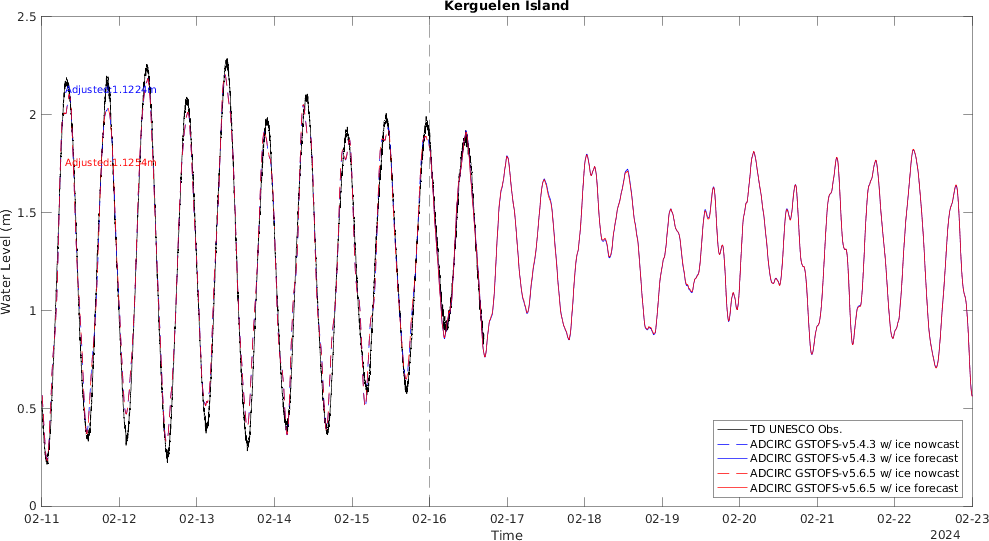 Kerguelen Island
2.5
2
1.5
1
0.5
0
Water Level (m)
Adjusted:1.1224m
Adjusted:1.1254m
TD UNESCO Obs.
ADCIRC GSTOFS-v5.4.3 w/ ice nowcast
ADCIRC GSTOFS-v5.4.3 w/ ice forecast
ADCIRC GSTOFS-v5.6.5 w/ ice nowcast
ADCIRC GSTOFS-v5.6.5 w/ ice forecast
02-11 02-12 02-13 02-14 02-15 02-16 02-17 02-18 02-19 02-20 02-21 02-22 02-23
Time
2024